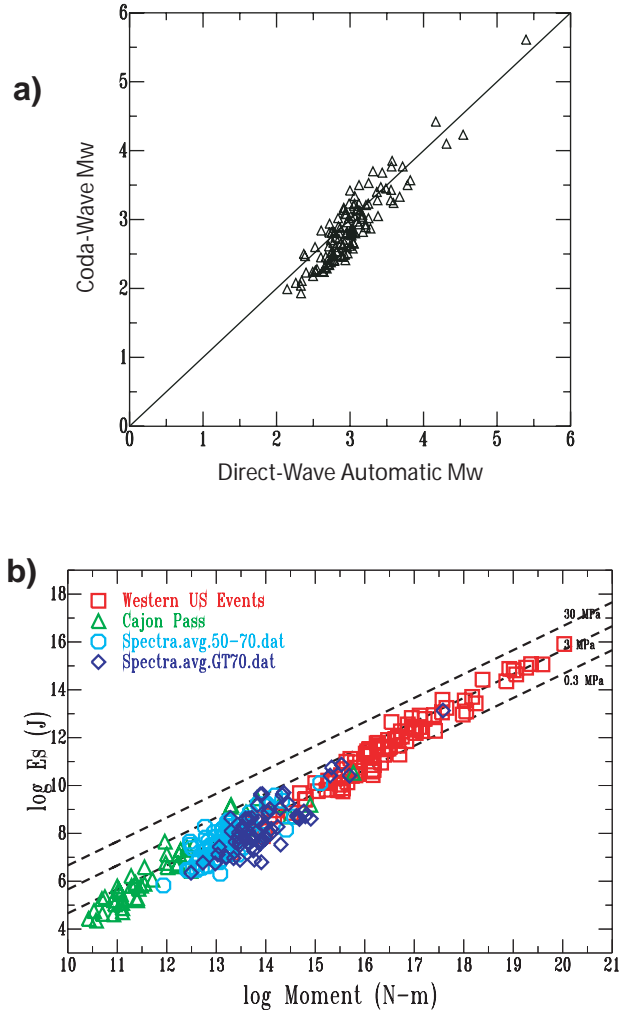 a)
6
5
4
3
2
1
0
Coda-Wave Mw
0 1 2 3 4 5 6
Direct-Wave Automatic Mw
b)
18
16
14
12
10
8
6
4
log Es (J)
Western US Events
Cajon Pass
Spectra.avg.50-70.dat
Spectra.avg.GT70.dat
30 MPa
3 MPa
0.3 MPa
10 11 12 13 14 15 16 17 18 19 20 21
log Moment (N-m)